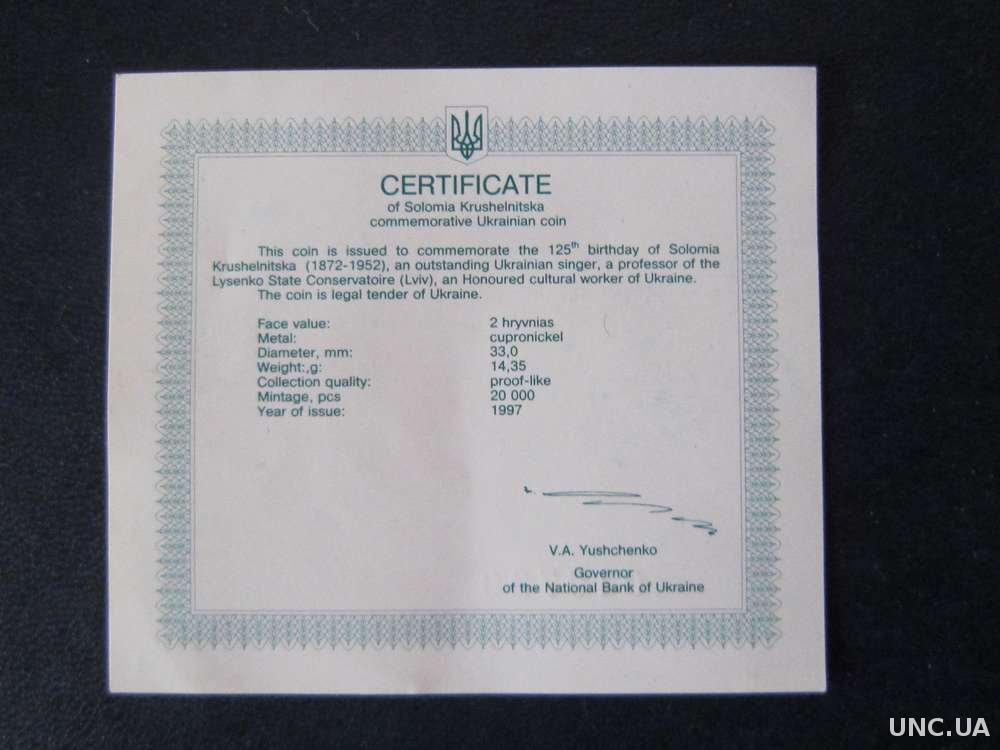 CERTIFICATE
of Solomia Krushelnitska
commemorative Ukrainian coin
This coin is issued to commemorate the 125th birthday of Solomia
Krushelnitska (1872-1952), an outstanding Ukrainian singer, a professor of the
Lysenko State Conservatoire (Lviv), an Honoured cultural worker of Ukraine.
The coin is legal tender of Ukraine.
Face value: 2 hryvnias
Metal: cupronickel
Diameter, mm: 33,0
Weight:,g: 14,35
Collection quality: proof-like
Mintage, pcs 20 000
Year of issue: 1997
V.A. Yushchenko
Governor
of the National Bank of Ukraine
UNC.UA